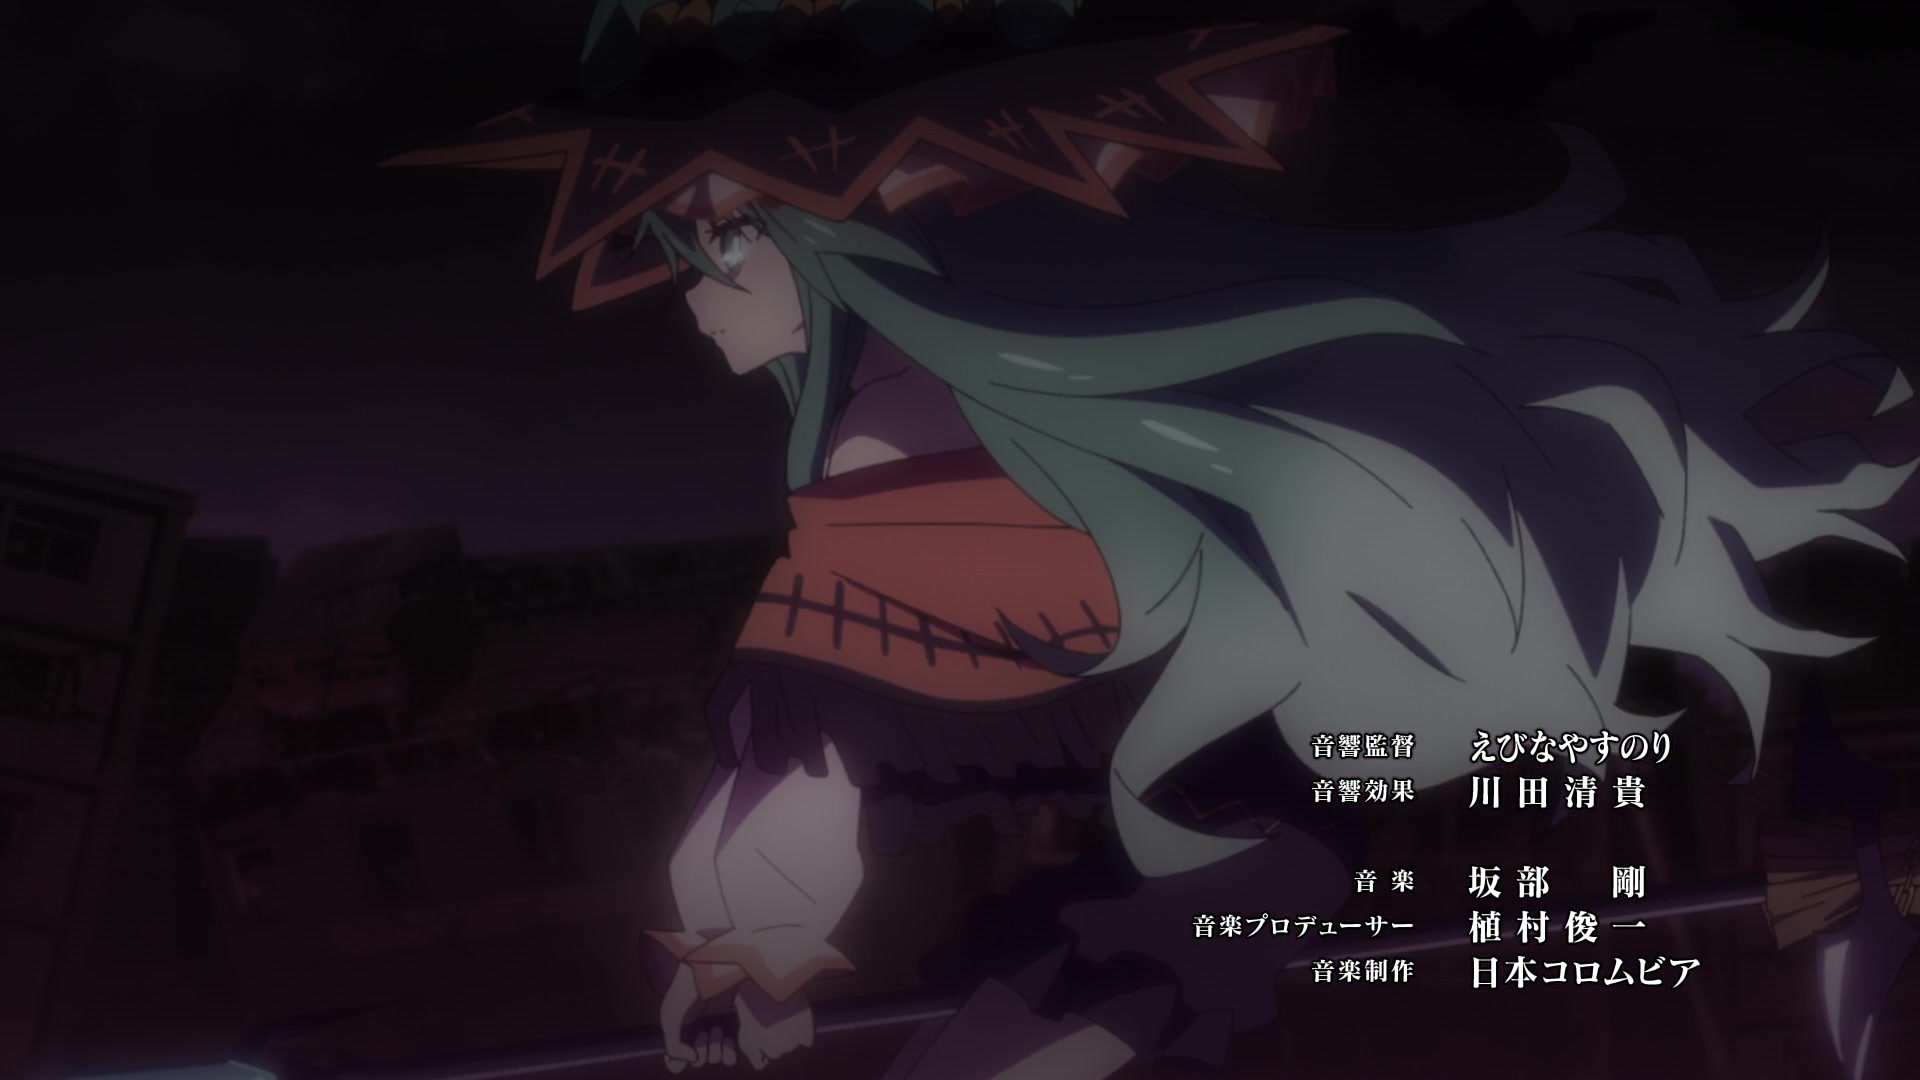 音響監督 えびなやすのり
音響効果 川田清貴
音楽 坂部 剛
音楽プロデューサー 植村俊一
音楽制作 日本コロムビア